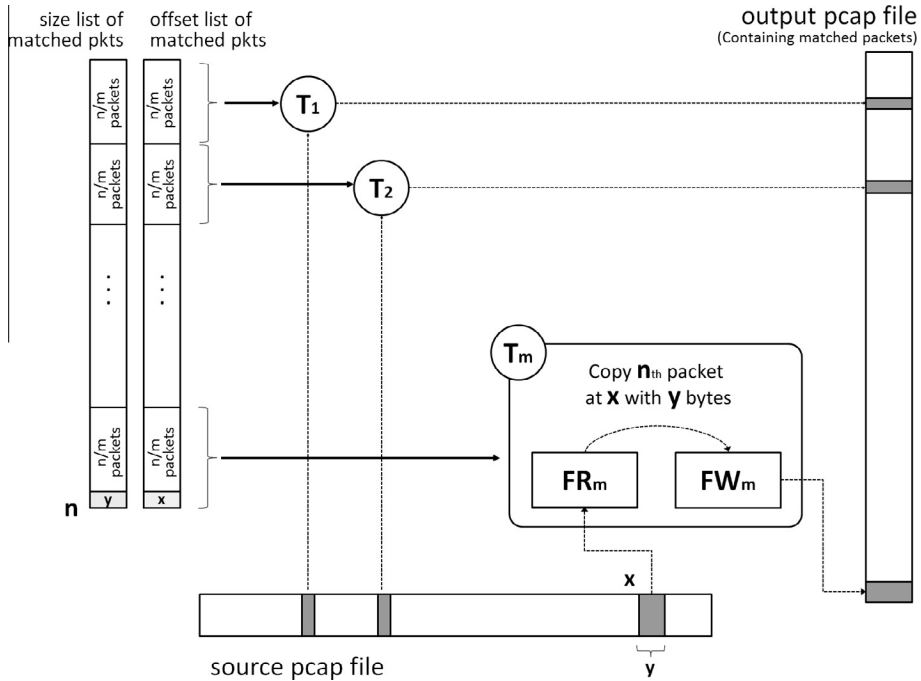 size list of
matched pkts
offset list of
matched pkts
output pcap file
(Containing matched packets)
n/m
packets
n/m
packets
T1
n/m
packets
n/m
packets
T2
Tm
Copy nth packet
at x with y bytes
n/m
packets
n/m
packets
FRm
FWm
n
y
x
x
source pcap file
y